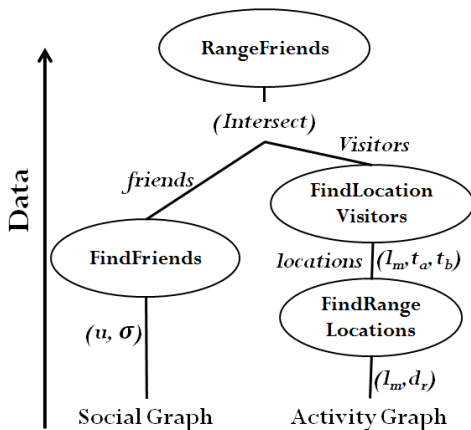 RangeFriends
(Intersect)
Visitors
friends
FindLocation
Visitors
Data
FindFriends
locations
(l_m, t_a, t_b)
FindRange
Locations
(u, σ)
(l_m, d_r)
Social Graph
Activity Graph